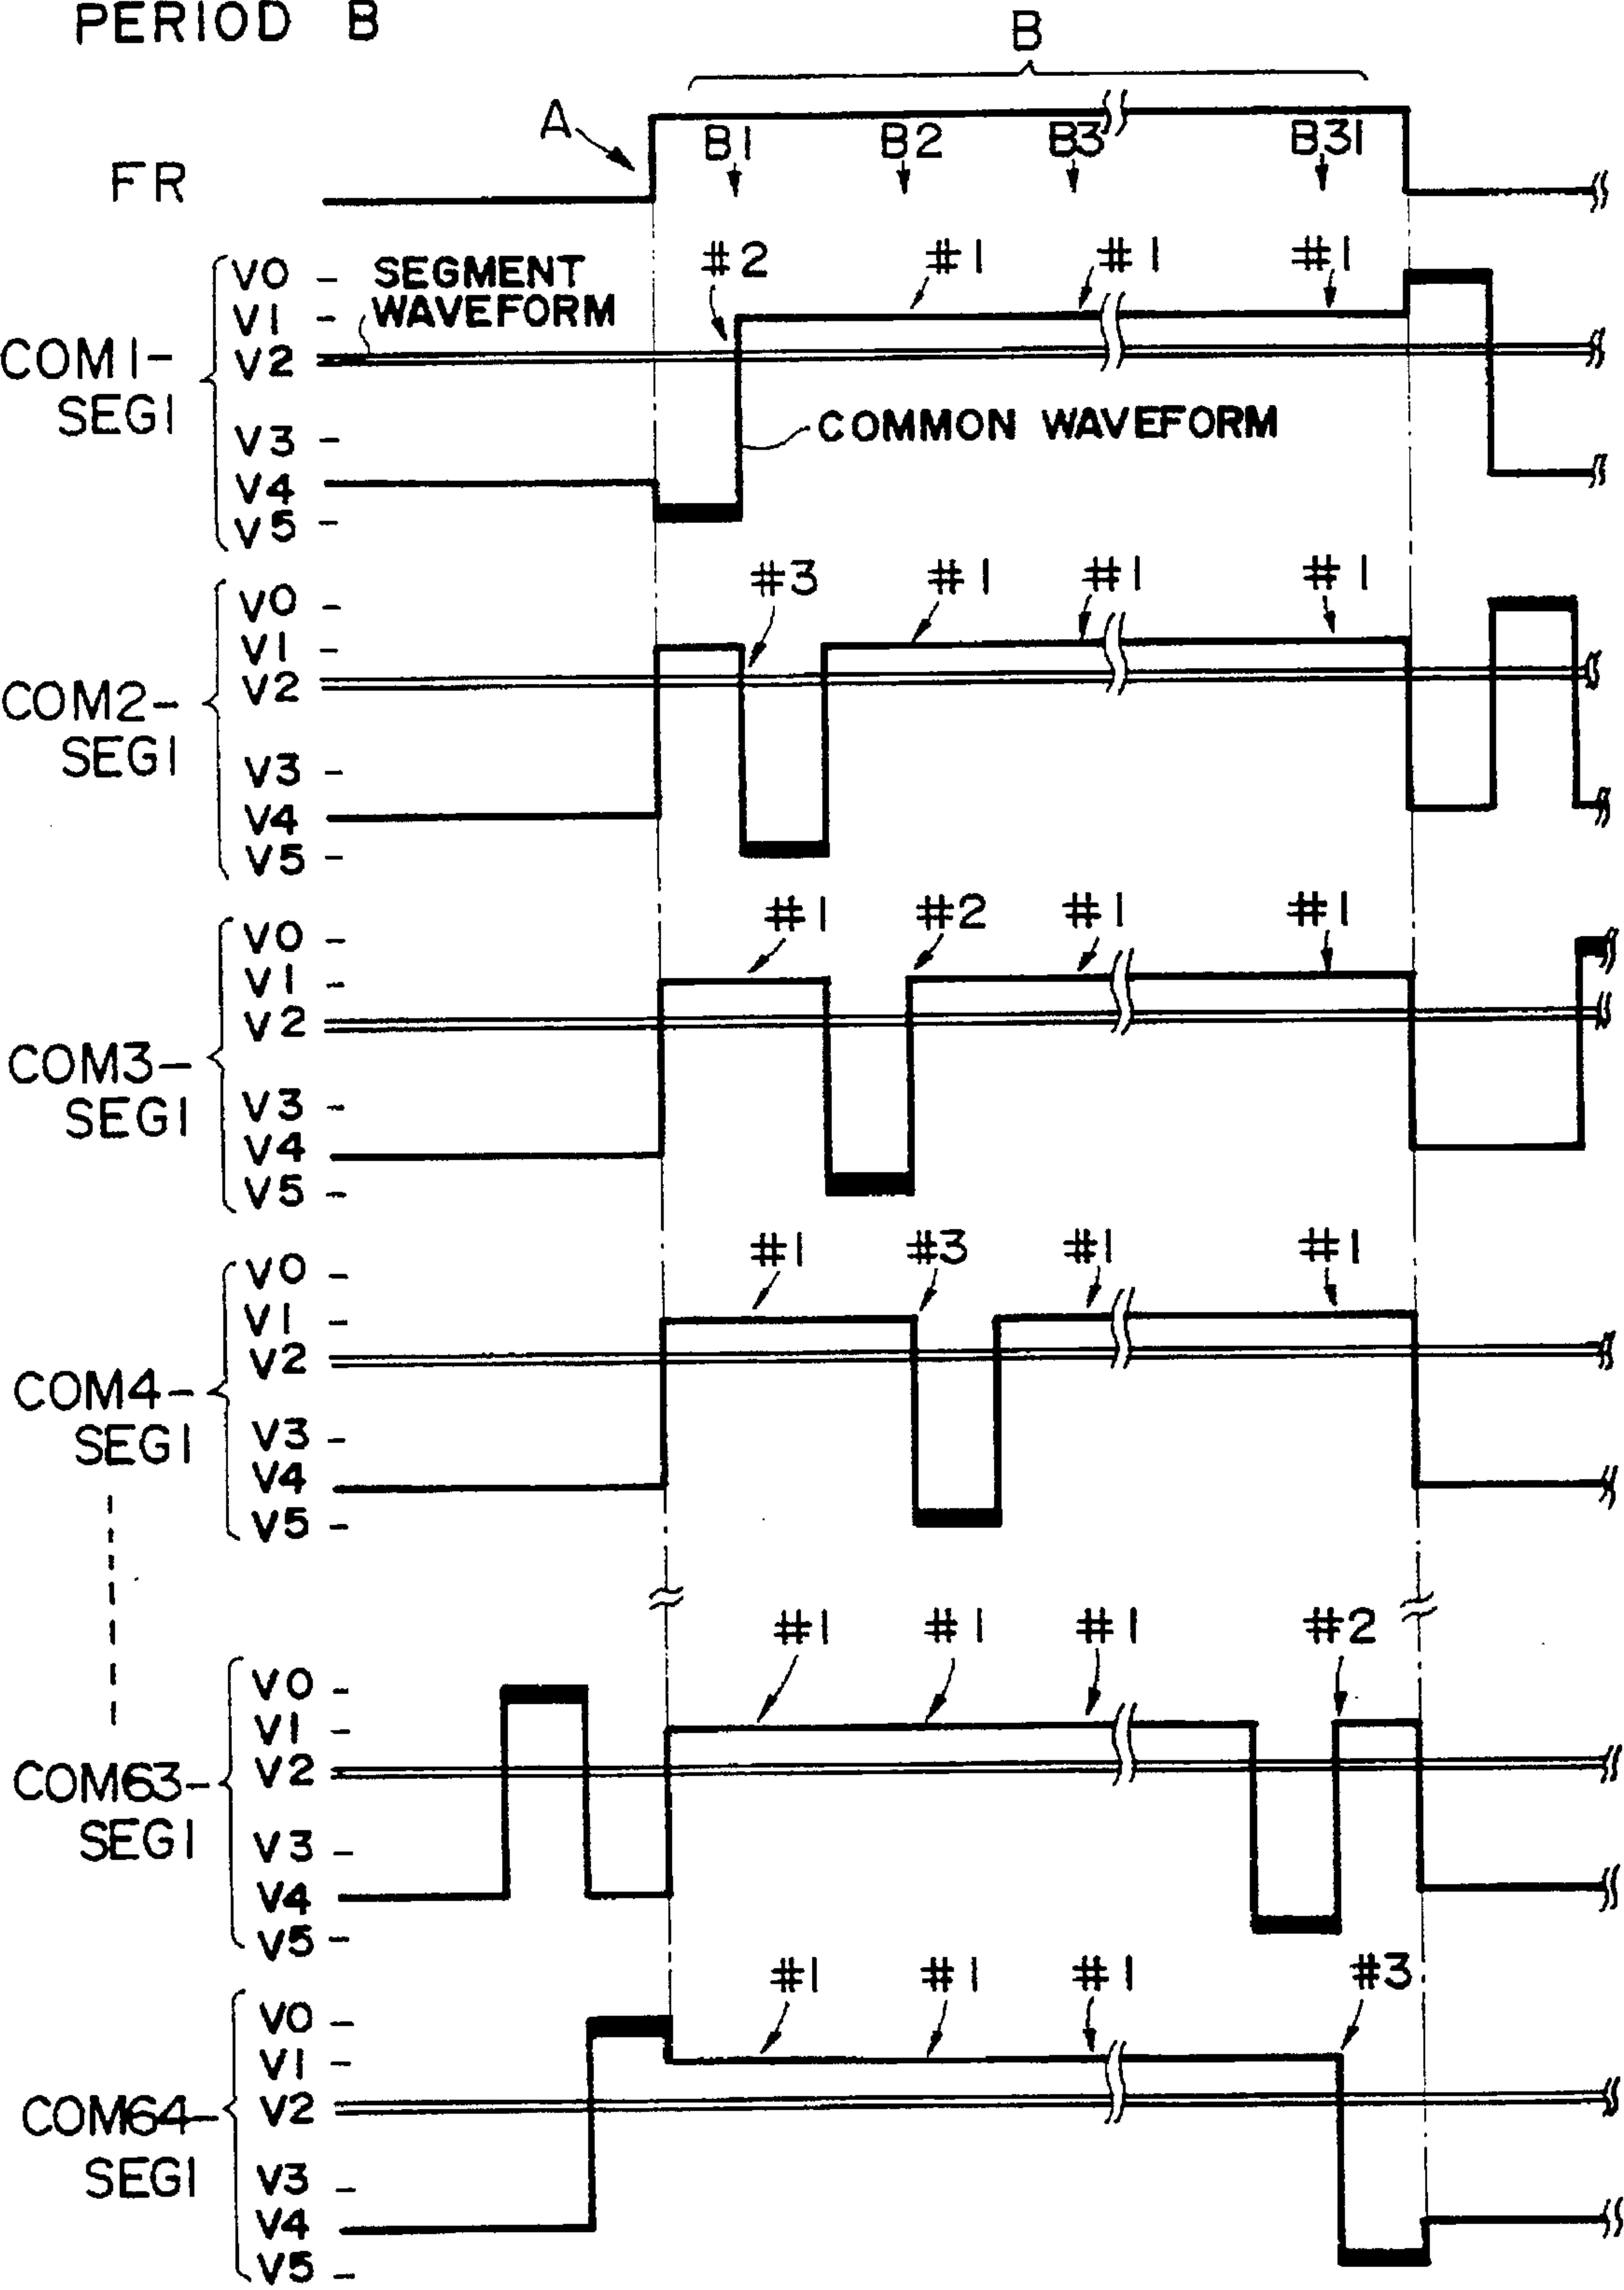 PERIOD B
B
A
B1 B2 B3 B31
FR
#2 #1 #1 #1
V0
SEGMENT
WAVEFORM
V1
V2
COM1-
SEG1
V3
COMMON WAVEFORM
V4
V5
#3 #1 #1 #1
V0
V1
V2
COM2-
SEG1
V3
V4
V5
#1 #2 #1 #1
V0
V1
V2
COM3-
SEG1
V3
V4
V5
#1 #3 #1 #1
V0
V1
V2
COM4-
SEG1
V3
V4
V5
#1 #1 #1 #2
V0
V1
V2
COM63-
SEG1
V3
V4
V5
#1 #1 #1 #3
V0
V1
V2
COM64-
SEG1
V3
V4
V5